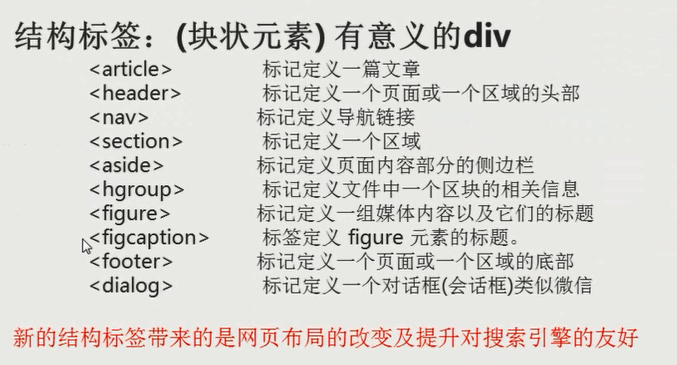 结构标签：(块状元素) 有意义的div
<article> 标记定义一篇文章
<header> 标记定义一个页面或一个区域的头部
<nav> 标记定义导航链接
<section> 标记定义一个区域
<aside> 标记定义页面内容部分的侧边栏
<hgroup> 标记定义文件中一个区块的相关信息
<figure> 标记定义一组媒体内容以及它们的标题
<figcaption> 标签定义 figure 元素的标题。
<footer> 标记定义一个页面或一个区域的底部
<dialog> 标记定义一个对话框(会话框)类似微信
新的结构标签带来的是网页布局的改变及提升对搜索引擎的友好